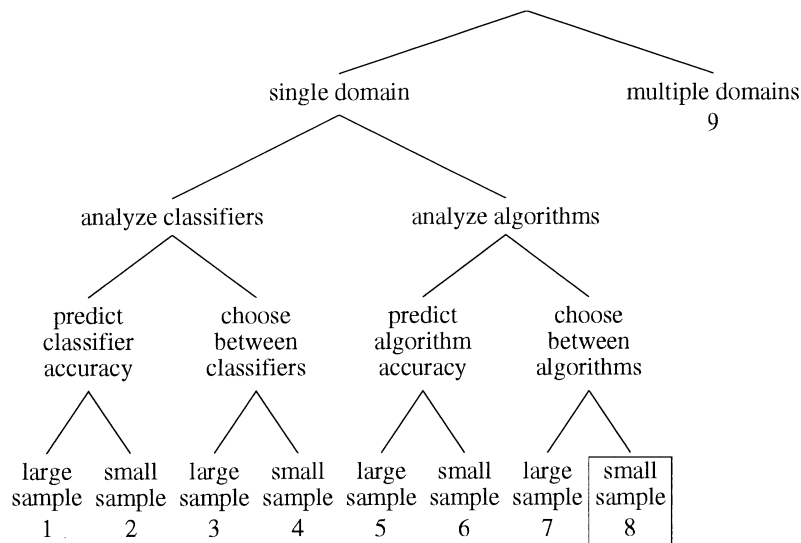 single domain
multiple domains
9
analyze classifiers
analyze algorithms
predict
classifier
accuracy
choose
between
classifiers
predict
algorithm
accuracy
choose
between
algorithms
large
sample
1
small
sample
2
large
sample
3
small
sample
4
large
sample
5
small
sample
6
large
sample
7
small
sample
8